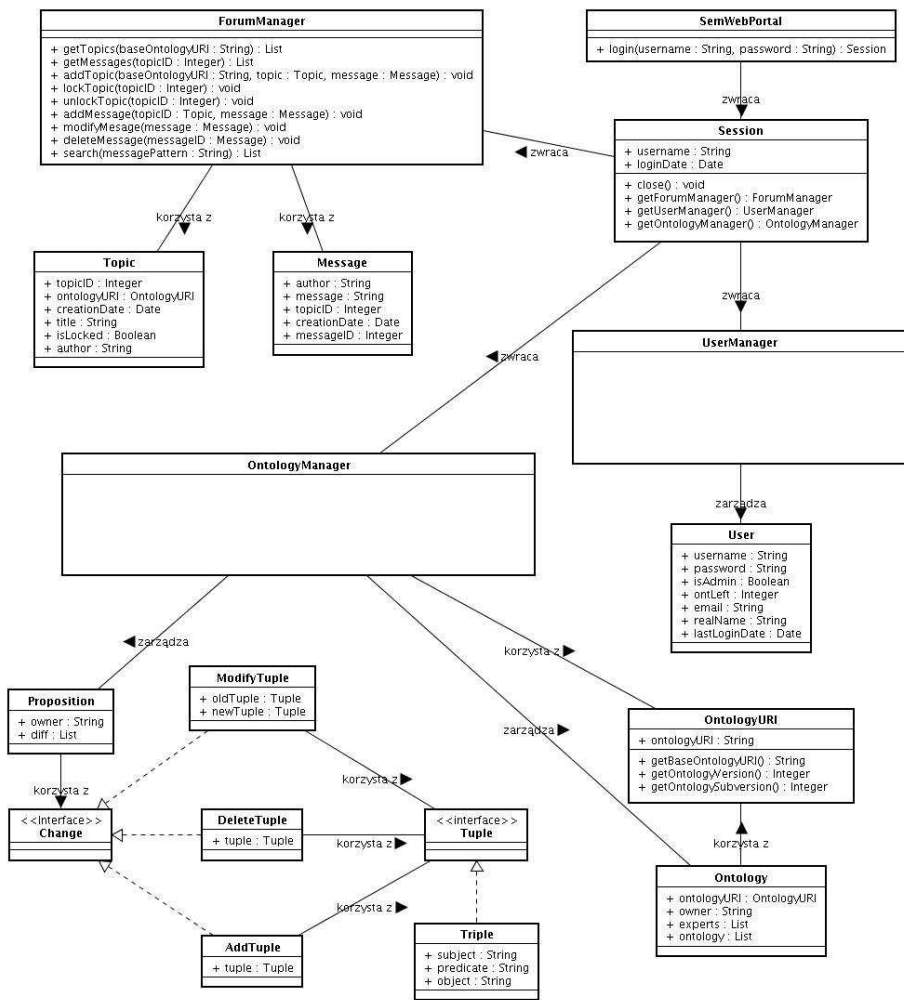 ForumManager
+ getTopics(baseOntologyURI : String) : List
+ getMessages(topicID : Integer) : List
+ addTopic(baseOntologyURI : String, topic : Topic, message : Message) : void
+ lockTopic(topicID : Integer) : void
+ unlockTopic(topicID : Integer) : void
+ addMessage(topicID : Topic, message : Message) : void
+ modifyMesage(message : Message) : void
+ deleteMessage(messageID : Message) : void
+ search(messagePattern : String) : List
SemWebPortal
+ login(username : String, password : String) : Session
zwraca
Session
+ username : String
+ loginDate : Date
+ close() : void
+ getForumManager() : ForumManager
+ getUserManager() : UserManager
+ getOntologyManager() : OntologyManager
◀ zwraca
korzysta z
korzysta z
Topic
+ topicID : Integer
+ ontologyURI : OntologyURI
+ creationDate : Date
+ title : String
+ isLocked : Boolean
+ author : String
Message
+ author : String
+ message : String
+ topicID : Integer
+ creationDate : Date
+ messageID : Integer
zwraca
◀ zwraca
UserManager
OntologyManager
zarządza
User
+ username : String
+ password : String
+ isAdmin : Boolean
+ ontLeft : Integer
+ email : String
+ realName : String
+ lastLoginDate : Date
◀ zarządza
korzysta z ▶
zarządza ▶
Proposition
+ owner : String
+ diff : List
ModifyTuple
+ oldTuple : Tuple
+ newTuple : Tuple
OntologyURI
+ ontologyURI : String
+ getBaseOntologyURI() : String
+ getOntologyVersion() : Integer
+ getOntologySubversion() : Integer
korzysta z
korzysta z ▶
<<Interface>>
Change
DeleteTuple
+ tuple : Tuple
korzysta z ▶
<<interface>>
Tuple
korzysta z
korzysta z ▶
AddTuple
+ tuple : Tuple
Triple
+ subject : String
+ predicate : String
+ object : String
Ontology
+ ontologyURI : OntologyURI
+ owner : String
+ experts : List
+ ontology : List